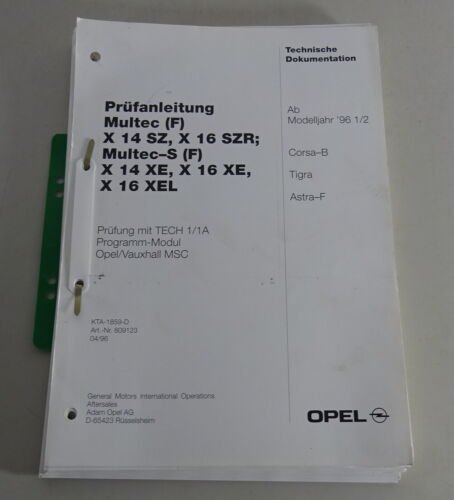 Technische
Dokumentation
Prüfanleitung
Multec (F)
X 14 SZ, X 16 SZR;
Multec–S (F)
X 14 XE, X 16 XE,
X 16 XEL
Ab
Modelljahr '96 1/2
Corsa–B
Tigra
Astra–F
Prüfung mit TECH 1/1A
Programm-Modul
Opel/Vauxhall MSC
KTA-1859-D
Art.-Nr. 809123
04/96
General Motors International Operations
Aftersales
Adam Opel AG
D-65423 Rüsselsheim
OPEL